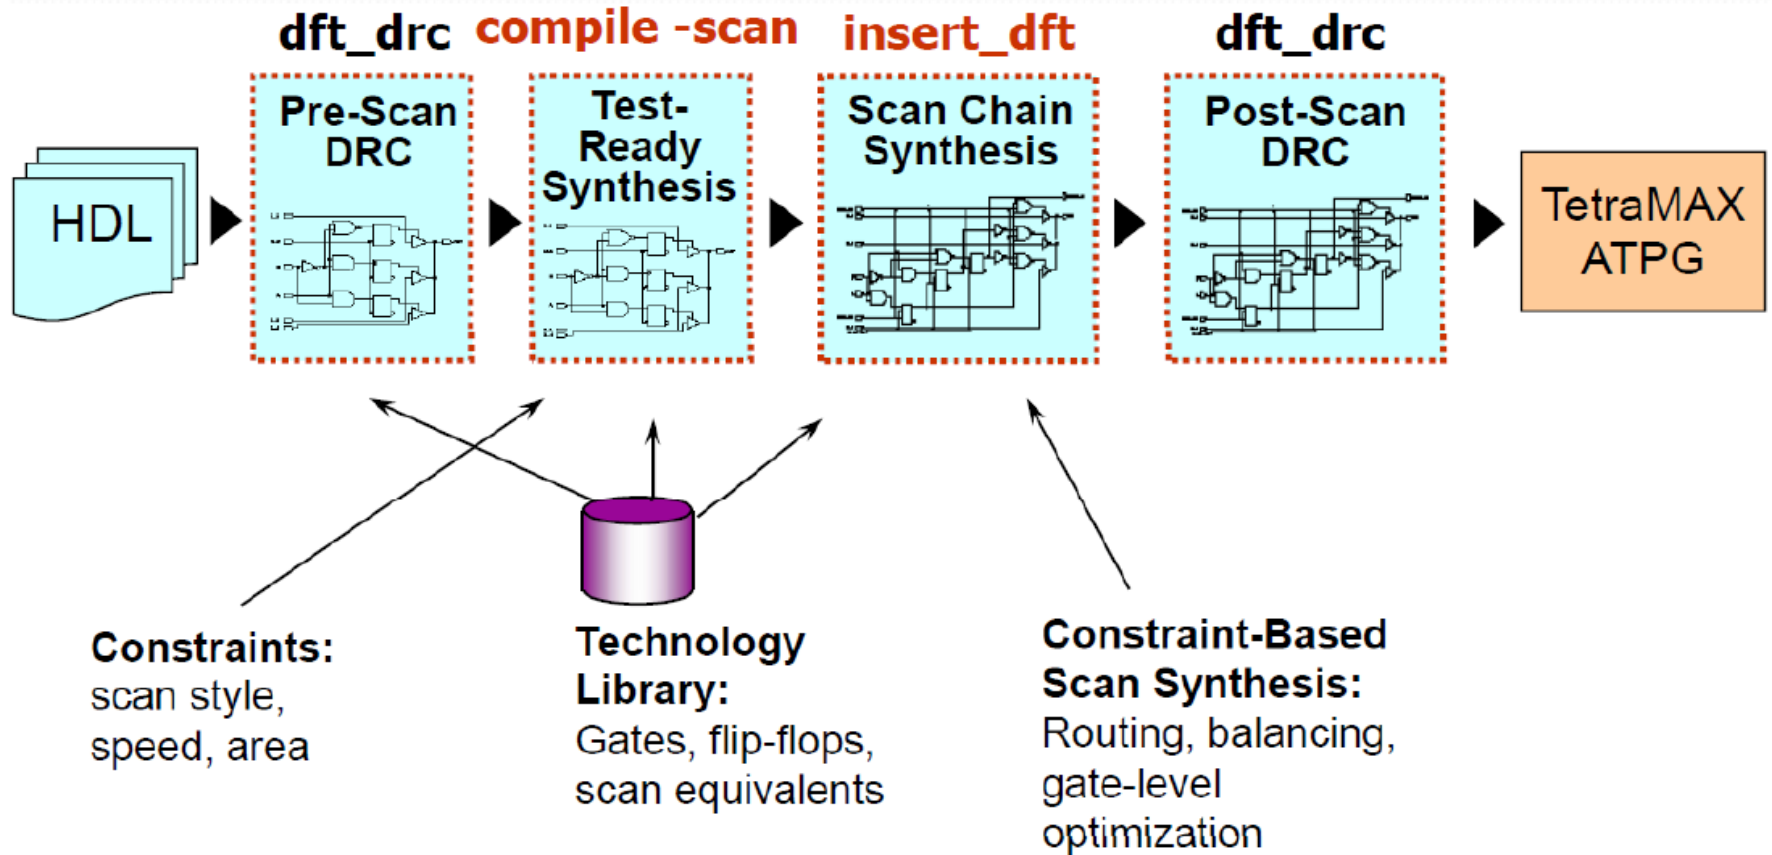 dft_drc
compile -scan
insert_dft
dft_drc
HDL
Pre-Scan
DRC
Test-
Ready
Synthesis
Scan Chain
Synthesis
Post-Scan
DRC
TetraMAX
ATPG
Constraints:
scan style,
speed, area
Technology
Library:
Gates, flip-flops,
scan equivalents
Constraint-Based
Scan Synthesis:
Routing, balancing,
gate-level
optimization